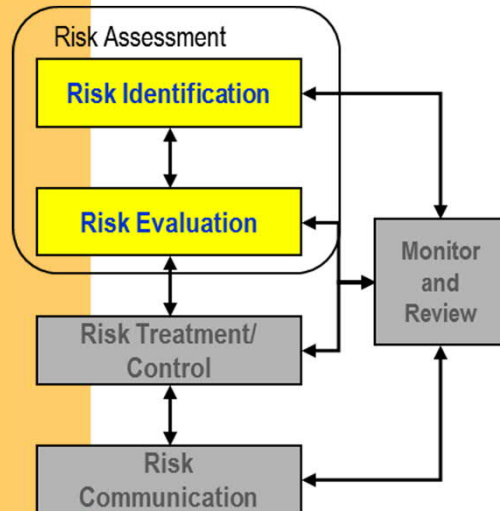 Risk Assessment
Risk Identification
Risk Evaluation
Monitor
and
Review
Risk Treatment/
Control
Risk
Communication